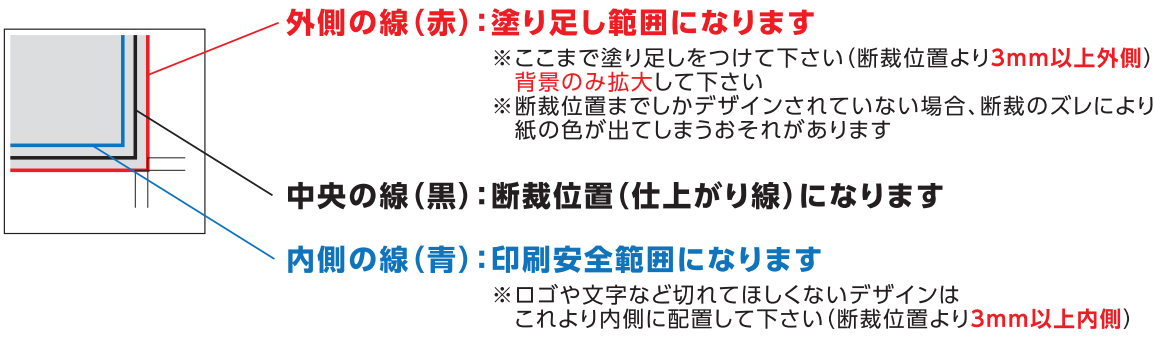 外側の線（赤）：塗り足し範囲になります
※ここまで塗り足しをつけて下さい（断裁位置より3mm以上外側）
背景のみ拡大して下さい
※断裁位置までしかデザインされていない場合、断裁のズレにより
紙の色が出てしまうおそれがあります
中央の線（黒）：断裁位置（仕上がり線）になります
内側の線（青）：印刷安全範囲になります
※ロゴや文字など切れてほしくないデザインは
これより内側に配置して下さい（断裁位置より3mm以上内側）